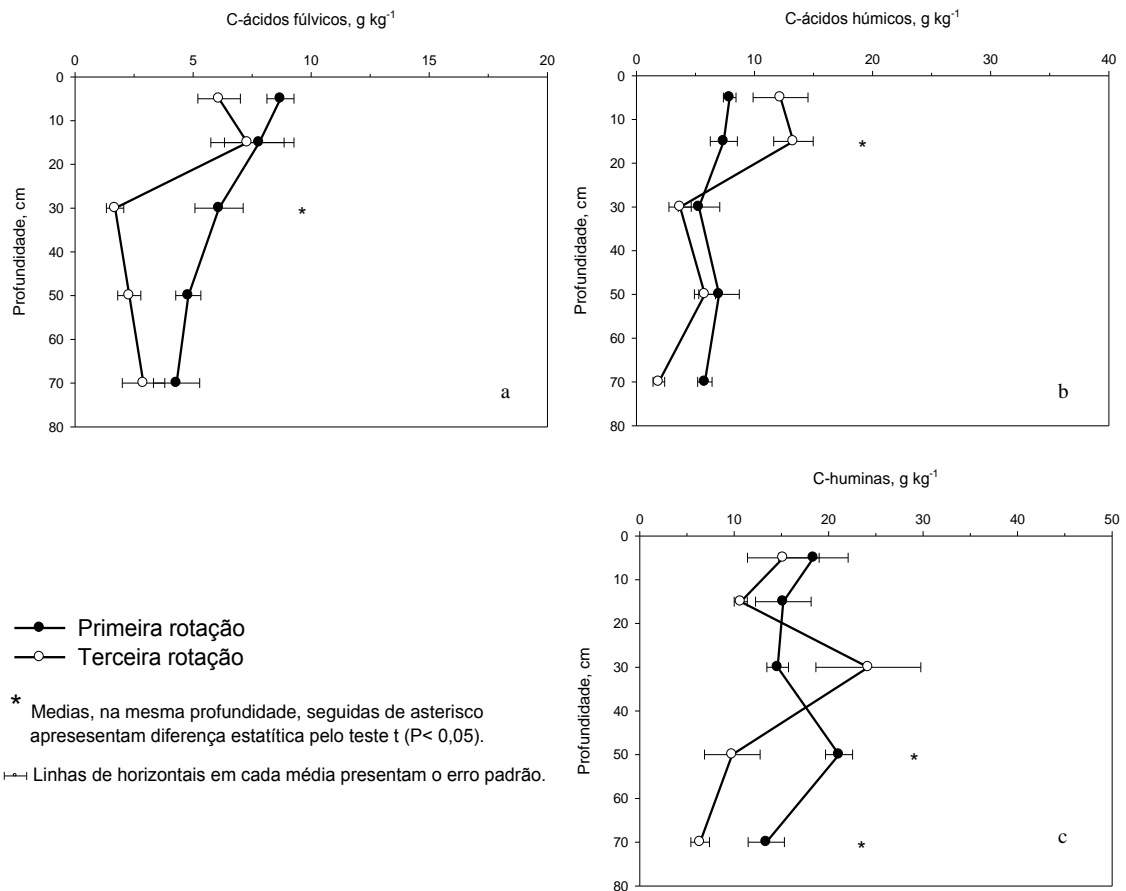 C-ácidos fúlvicos, g kg-1
0 5 10 15 20
0
10
20
30
40
50
60
70
80
Profundidade, cm
*
a
C-ácidos húmicos, g kg-1
0 10 20 30 40
0
10
20
30
40
50
60
70
80
Profundidade, cm
*
b
C-huminas, g kg-1
0 10 20 30 40 50
0
10
20
30
40
50
60
70
80
Profundidade, cm
*
*
c
Primeira rotação
Terceira rotação
* Medias, na mesma profundidade, seguidas de asterisco
apresesentam diferença estatítica pelo teste t (P< 0,05).
Linhas de horizontais em cada média presentam o erro padrão.